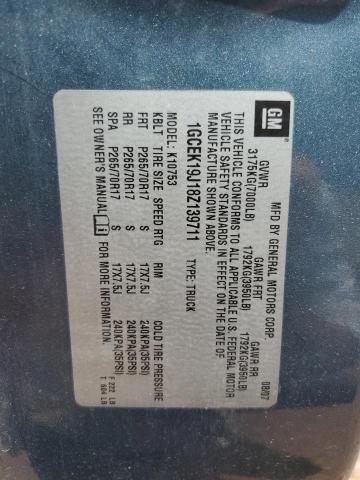 GM
MFD BY GENERAL MOTORS CORP.
08/07
GVWR GAWR FRT GAWR RR
3175KG(7000LB) 1792KG(3950LB) 1792KG(3950LB)
THIS VEHICLE CONFORMS TO ALL APPLICABLE U.S. FEDERAL MOTOR
VEHICLE SAFETY STANDARDS IN EFFECT ON THE DATE OF
MANUFACTURE SHOWN ABOVE.
1GCEK19J18Z139711 TYPE: TRUCK
MODEL: K10753
KBLT TIRE SIZE SPEED RTG RIM COLD TIRE PRESSURE
FRT P265/70R17 S 17X7.5J 240KPA(35PSI)
RR P265/70R17 S 17X7.5J 240KPA(35PSI)
SPA P265/70R17 S 17X7.5J 240KPA(35PSI)
SEE OWNER'S MANUAL FOR MORE INFORMATION.
F 222 LB
T 604 LB